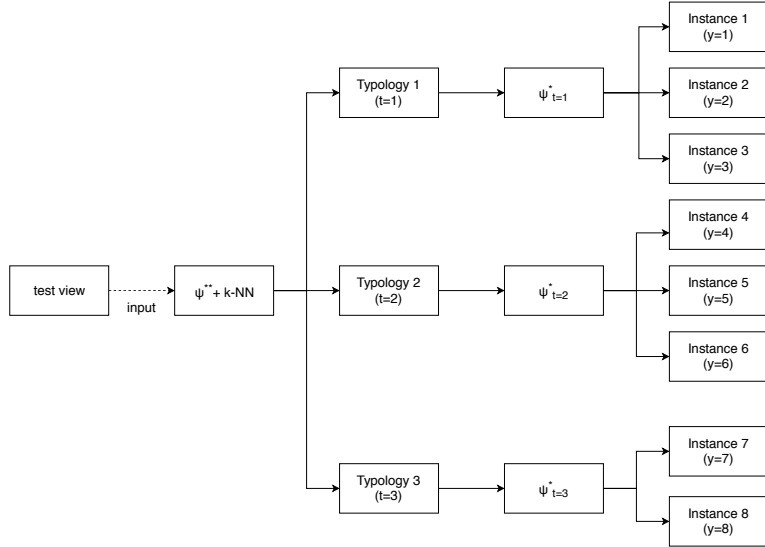 Instance 1
(y=1)
Typology 1
(t=1)
ψ*t=1
Instance 2
(y=2)
Instance 3
(y=3)
Instance 4
(y=4)
test view
input
ψ**+ k-NN
Typology 2
(t=2)
ψ*t=2
Instance 5
(y=5)
Instance 6
(y=6)
Instance 7
(y=7)
Typology 3
(t=3)
ψ*t=3
Instance 8
(y=8)